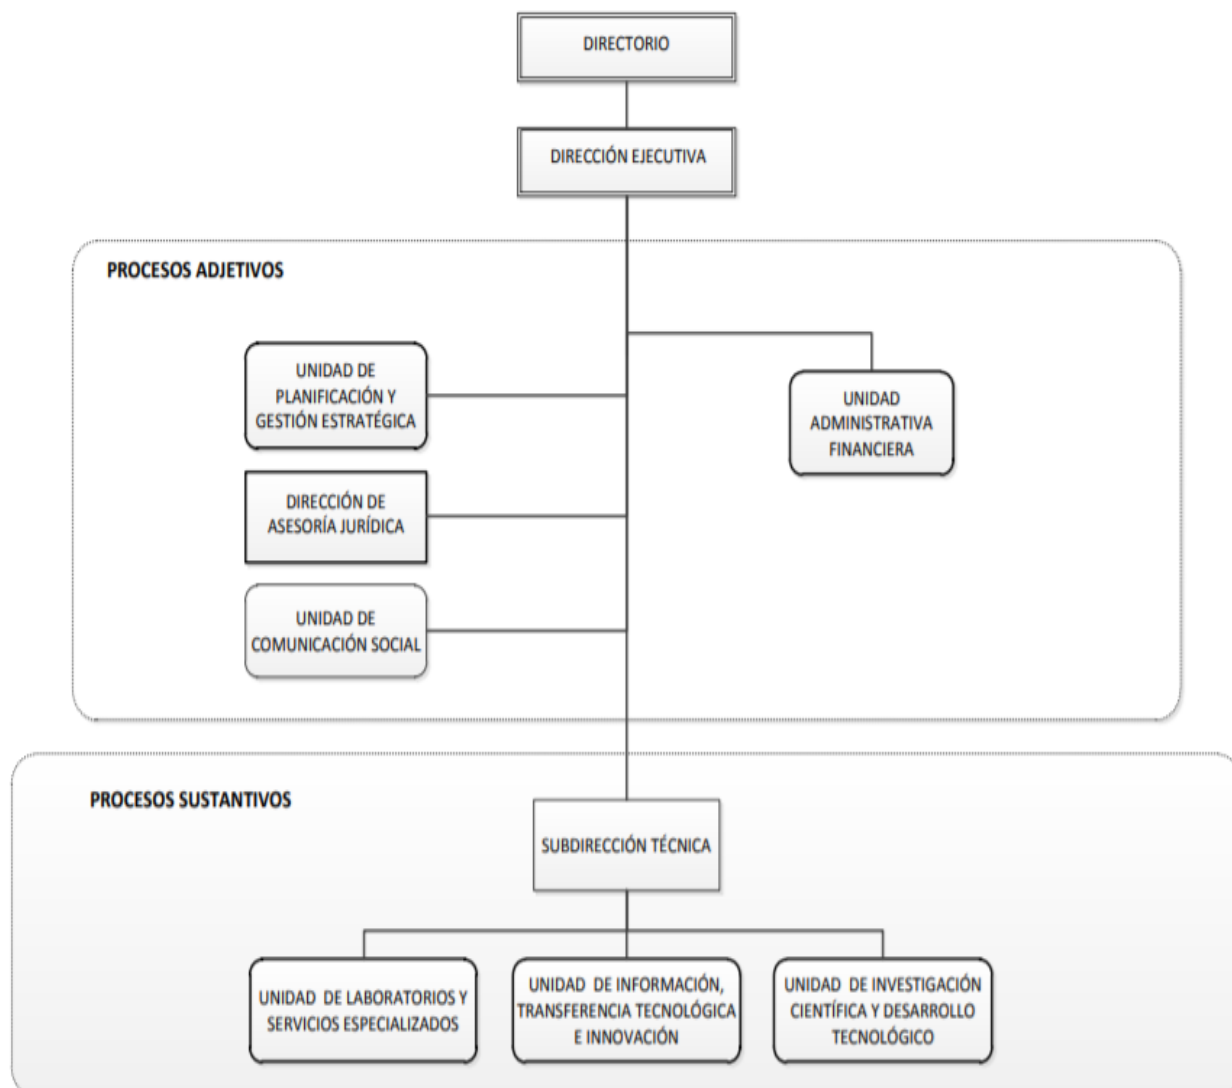 DIRECTORIO
DIRECCIÓN EJECUTIVA
PROCESOS ADJETIVOS
UNIDAD DE
PLANIFICACIÓN Y
GESTIÓN ESTRATÉGICA
UNIDAD
ADMINISTRATIVA
FINANCIERA
DIRECCIÓN DE
ASESORÍA JURÍDICA
UNIDAD DE
COMUNICACIÓN SOCIAL
PROCESOS SUSTANTIVOS
SUBDIRECCIÓN TÉCNICA
UNIDAD DE LABORATORIOS Y
SERVICIOS ESPECIALIZADOS
UNIDAD DE INFORMACIÓN,
TRANSFERENCIA TECNOLÓGICA
E INNOVACIÓN
UNIDAD DE INVESTIGACIÓN
CIENTÍFICA Y DESARROLLO
TECNOLÓGICO